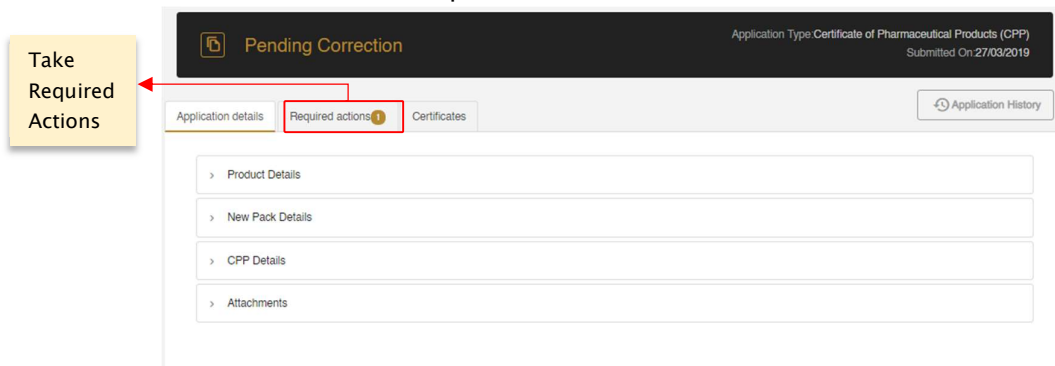 Pending Correction
Application Type:Certificate of Pharmaceutical Products (CPP)
Submitted On:27/03/2019
Take
Required
Actions
Application details
Required actions 1
Certificates
Application History
Product Details
New Pack Details
CPP Details
Attachments